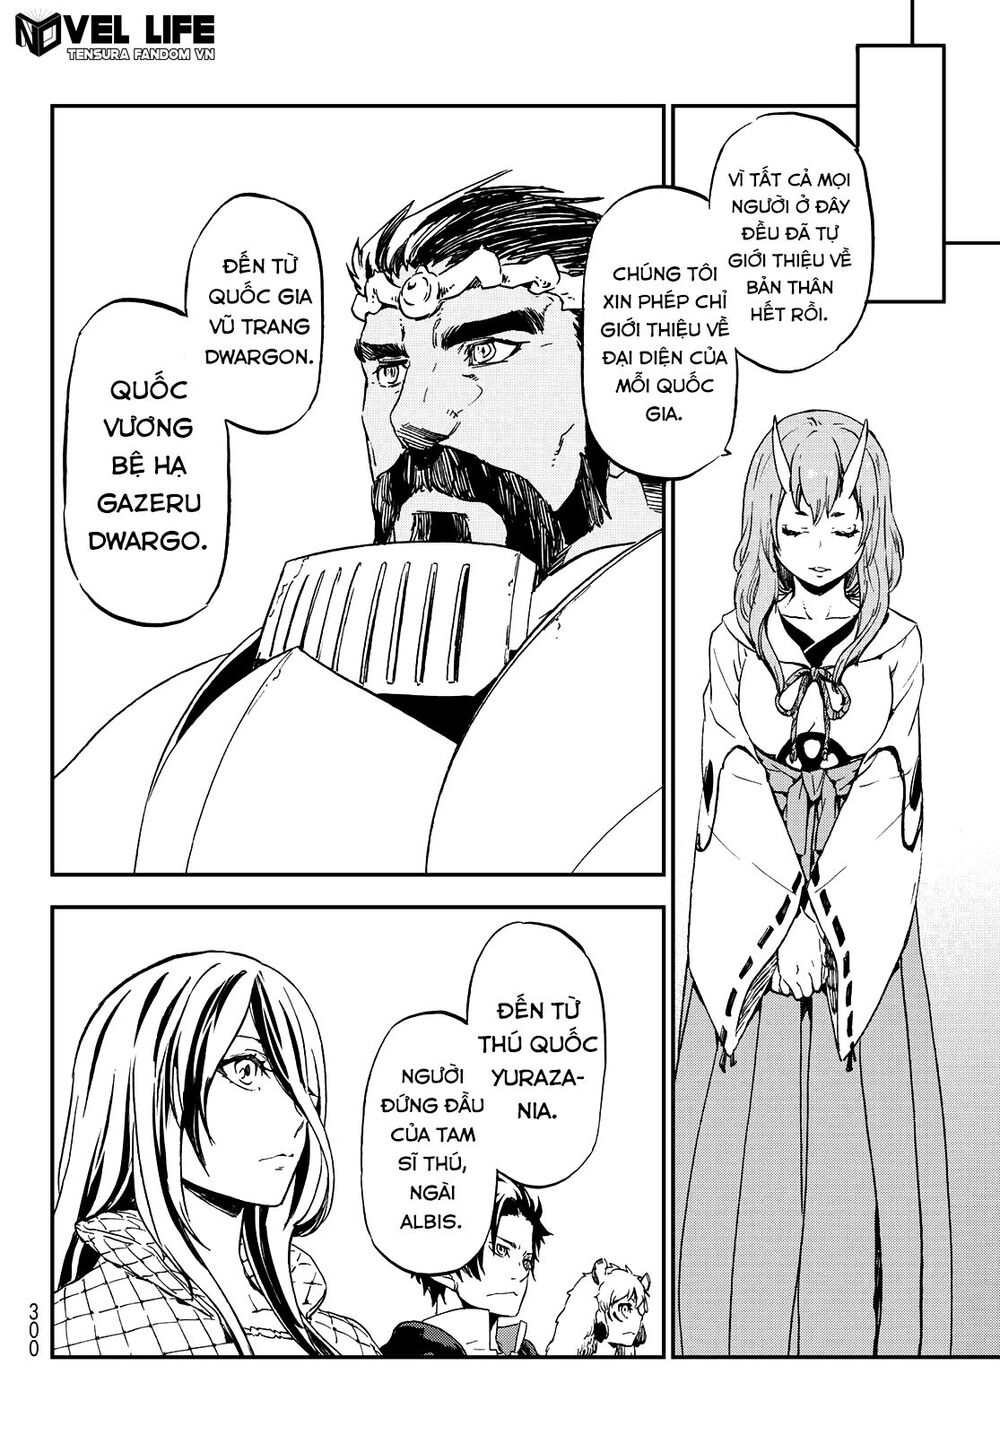 NOVEL LIFE
TENSURA FANDOM VN
VÌ TẤT CẢ MỌI
NGƯỜI Ở ĐÂY
ĐỀU ĐÃ TỰ
GIỚI THIỆU VỀ
BẢN THÂN
HẾT RỒI.
CHÚNG TÔI
XIN PHÉP CHỈ
GIỚI THIỆU VỀ
ĐẠI DIỆN CỦA
MỖI QUỐC
GIA.
ĐẾN TỪ
QUỐC GIA
VŨ TRANG
DWARGON.
QUỐC
VƯƠNG
BỆ HẠ
GAZERU
DWARGO.
ĐẾN TỪ
THÚ QUỐC
YURAZA-
NIA.
NGƯỜI
ĐỨNG ĐẦU
CỦA TAM
SĨ THÚ,
NGÀI
ALBIS.
300